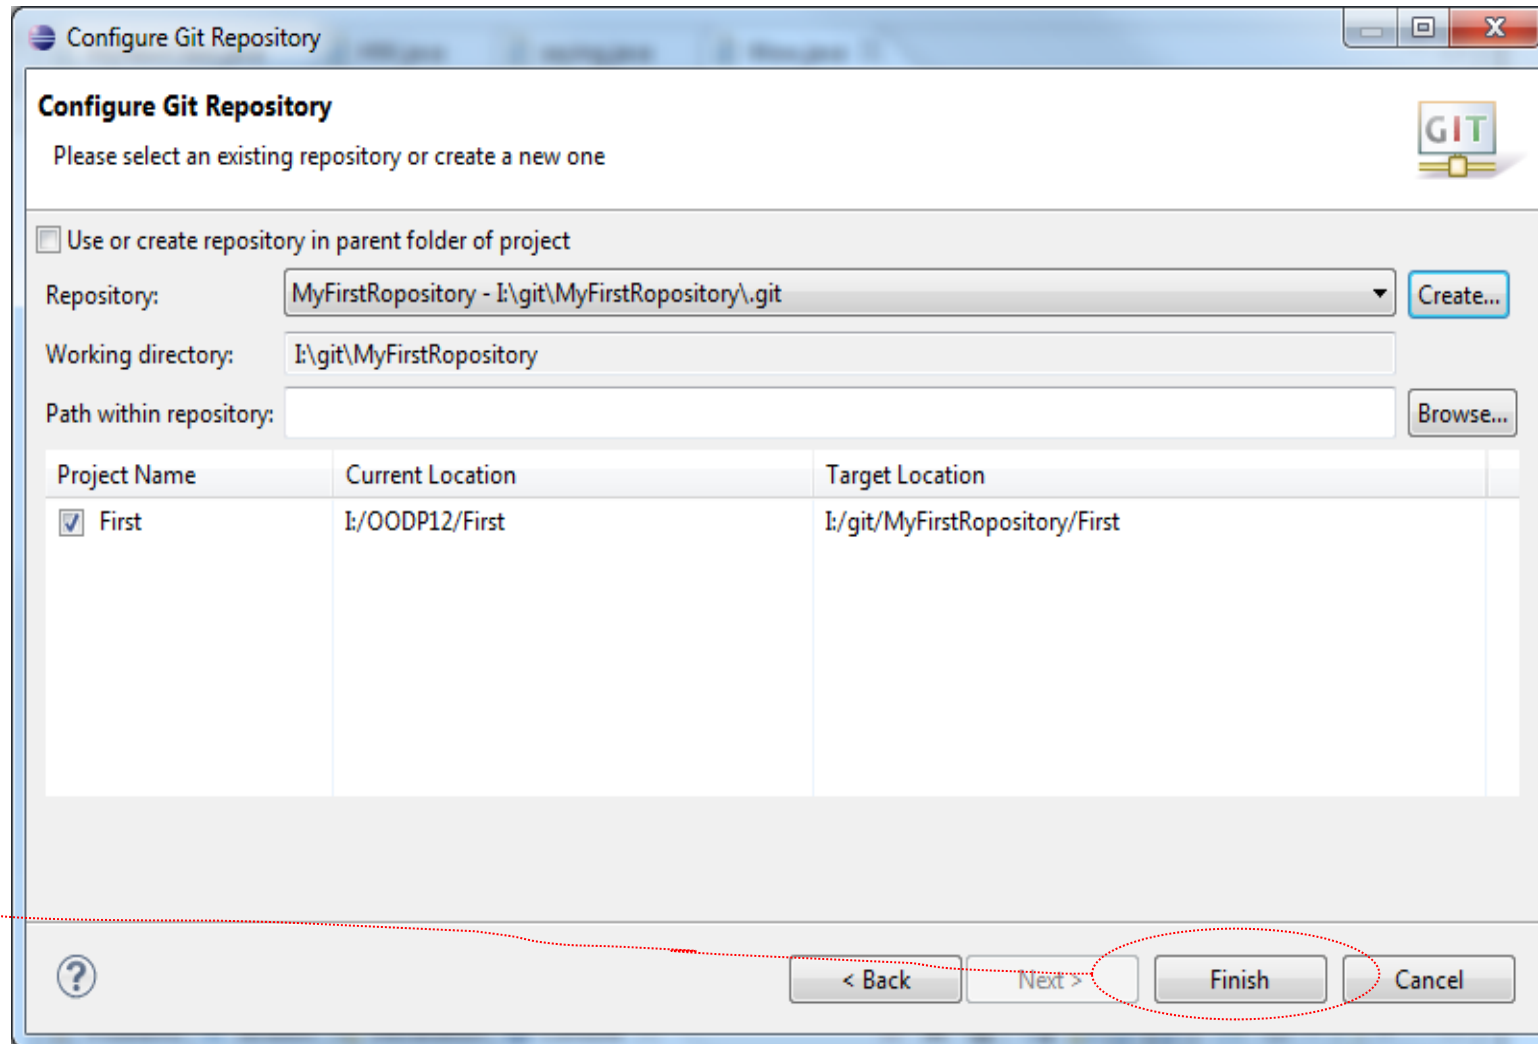 Configure Git Repository
Configure Git Repository
Please select an existing repository or create a new one
GIT
Use or create repository in parent folder of project
Repository: MyFirstRopository - I:\git\MyFirstRopository\.git Create...
Working directory: I:\git\MyFirstRopository
Path within repository: Browse...
Project Name Current Location Target Location
First I:/OODP12/First I:/git/MyFirstRopository/First
? < Back Next > Finish Cancel